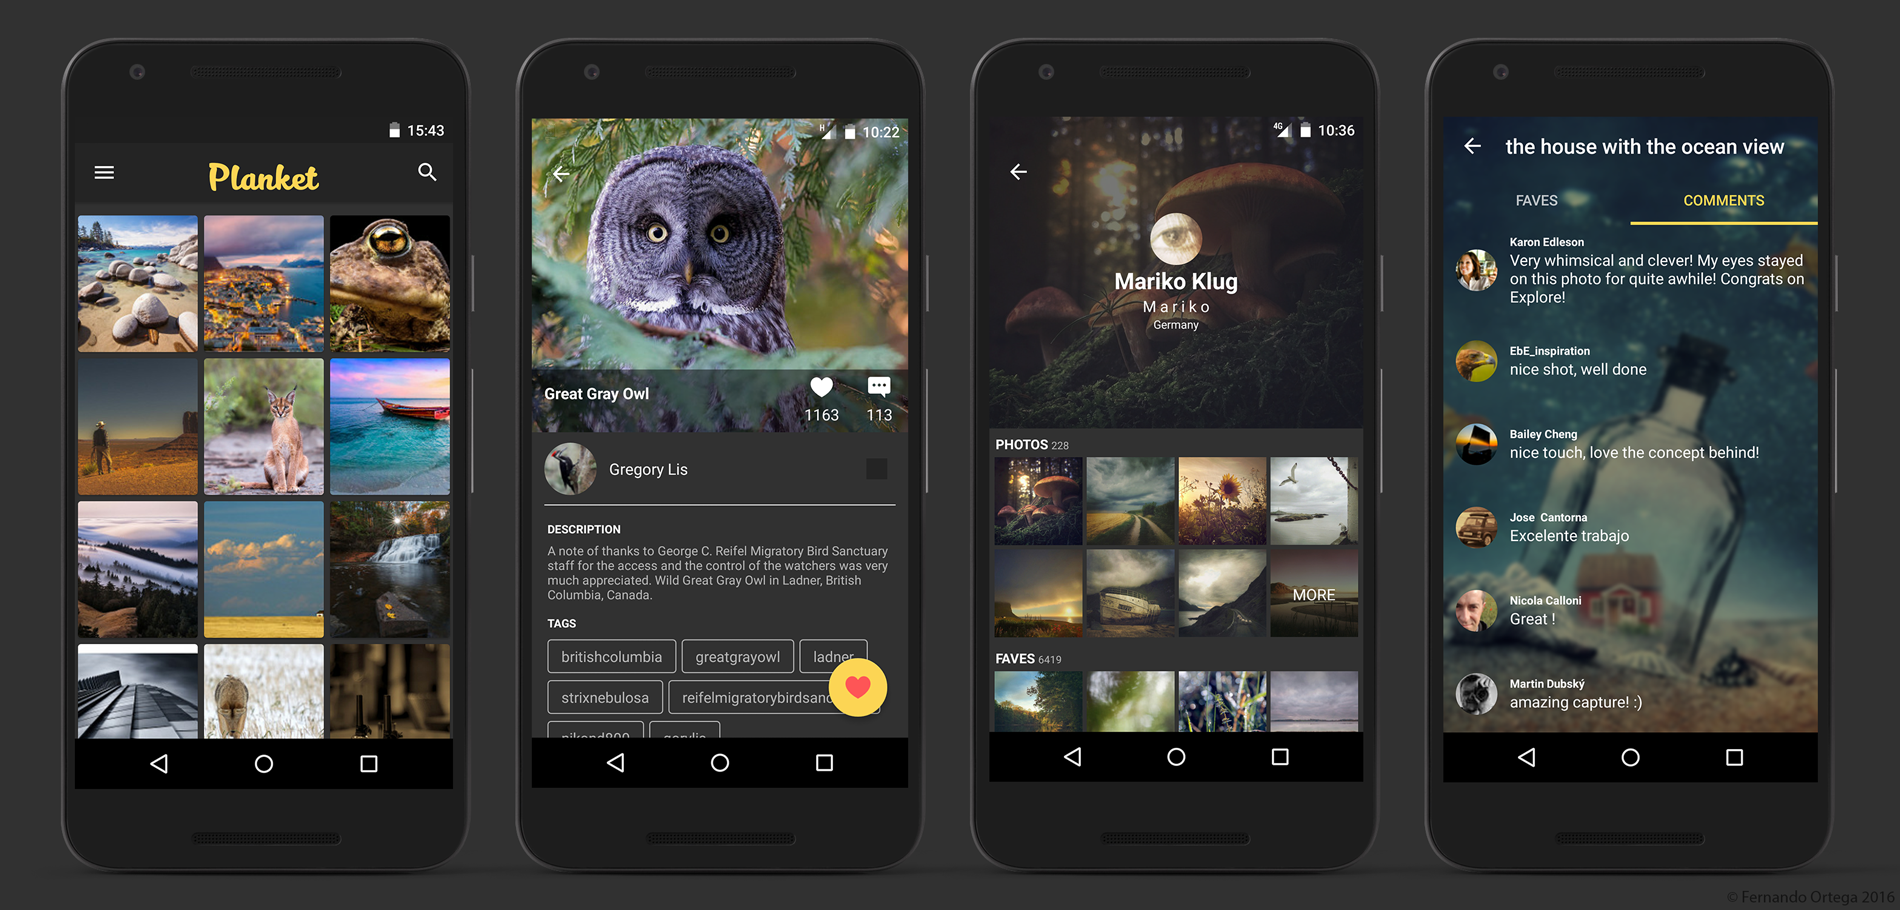 15:43
Planket
H
10:22
Great Gray Owl
1163
113
Gregory Lis
DESCRIPTION
A note of thanks to George C. Reifel Migratory Bird Sanctuary
staff for the access and the control of the watchers was very
much appreciated. Wild Great Gray Owl in Ladner, British
Columbia, Canada.
TAGS
britishcolumbia
greatgrayowl
ladner
strixnebulosa
reifelmigratorybirdsanc
4G
10:36
Mariko Klug
Mariko
Germany
PHOTOS 228
MORE
FAVES 6419
the house with the ocean view
FAVES
COMMENTS
Karon Edleson
Very whimsical and clever! My eyes stayed
on this photo for quite awhile! Congrats on
Explore!
EbE_inspiration
nice shot, well done
Bailey Cheng
nice touch, love the concept behind!
Jose Cantorna
Excelente trabajo
Nicola Calloni
Great !
Martin Dubský
amazing capture! :)
© Fernando Ortega 2016